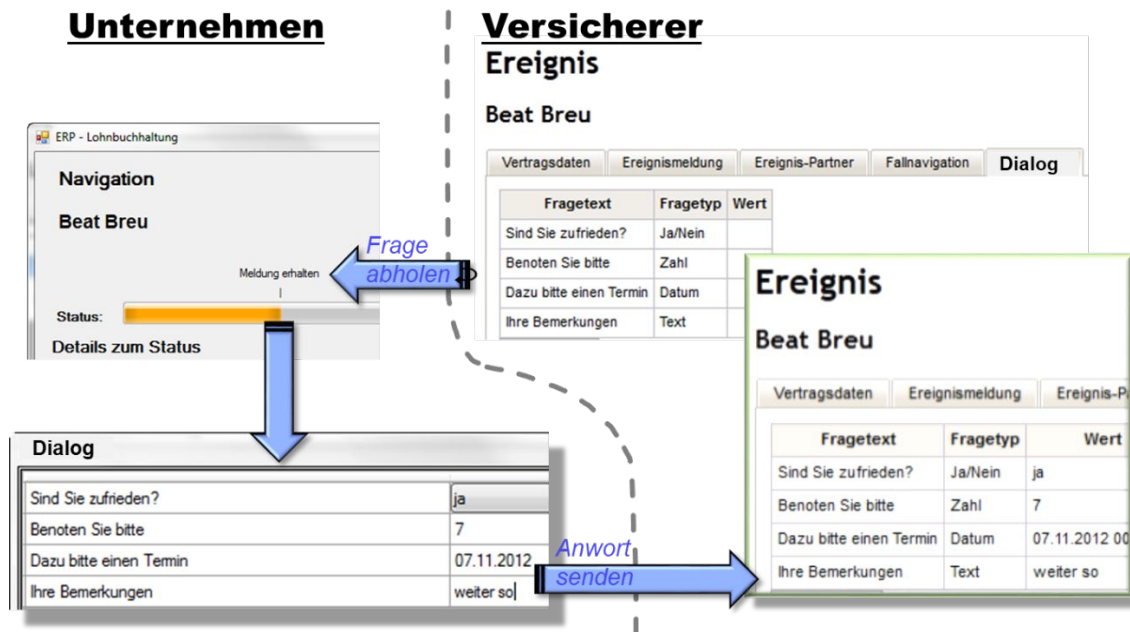 Unternehmen
Versicherer
Ereignis
Beat Breu
Vertragsdaten Ereignismeldung Ereignis-Partner Fallnavigation Dialog
Fragetext Fragetyp Wert
Sind Sie zufrieden? Ja/Nein
Benoten Sie bitte Zahl
Dazu bitte einen Termin Datum
Ihre Bemerkungen Text
ERP - Lohnbuchhaltung
Navigation
Beat Breu
Meldung erhalten
Status:
Details zum Status
Frage
abholen
Dialog
Sind Sie zufrieden? ja
Benoten Sie bitte 7
Dazu bitte einen Termin 07.11.2012
Ihre Bemerkungen weiter so
Anwort
senden
Ereignis
Beat Breu
Vertragsdaten Ereignismeldung Ereignis-P
Fragetext Fragetyp Wert
Sind Sie zufrieden? Ja/Nein ja
Benoten Sie bitte Zahl 7
Dazu bitte einen Termin Datum 07.11.2012 00
Ihre Bemerkungen Text weiter so